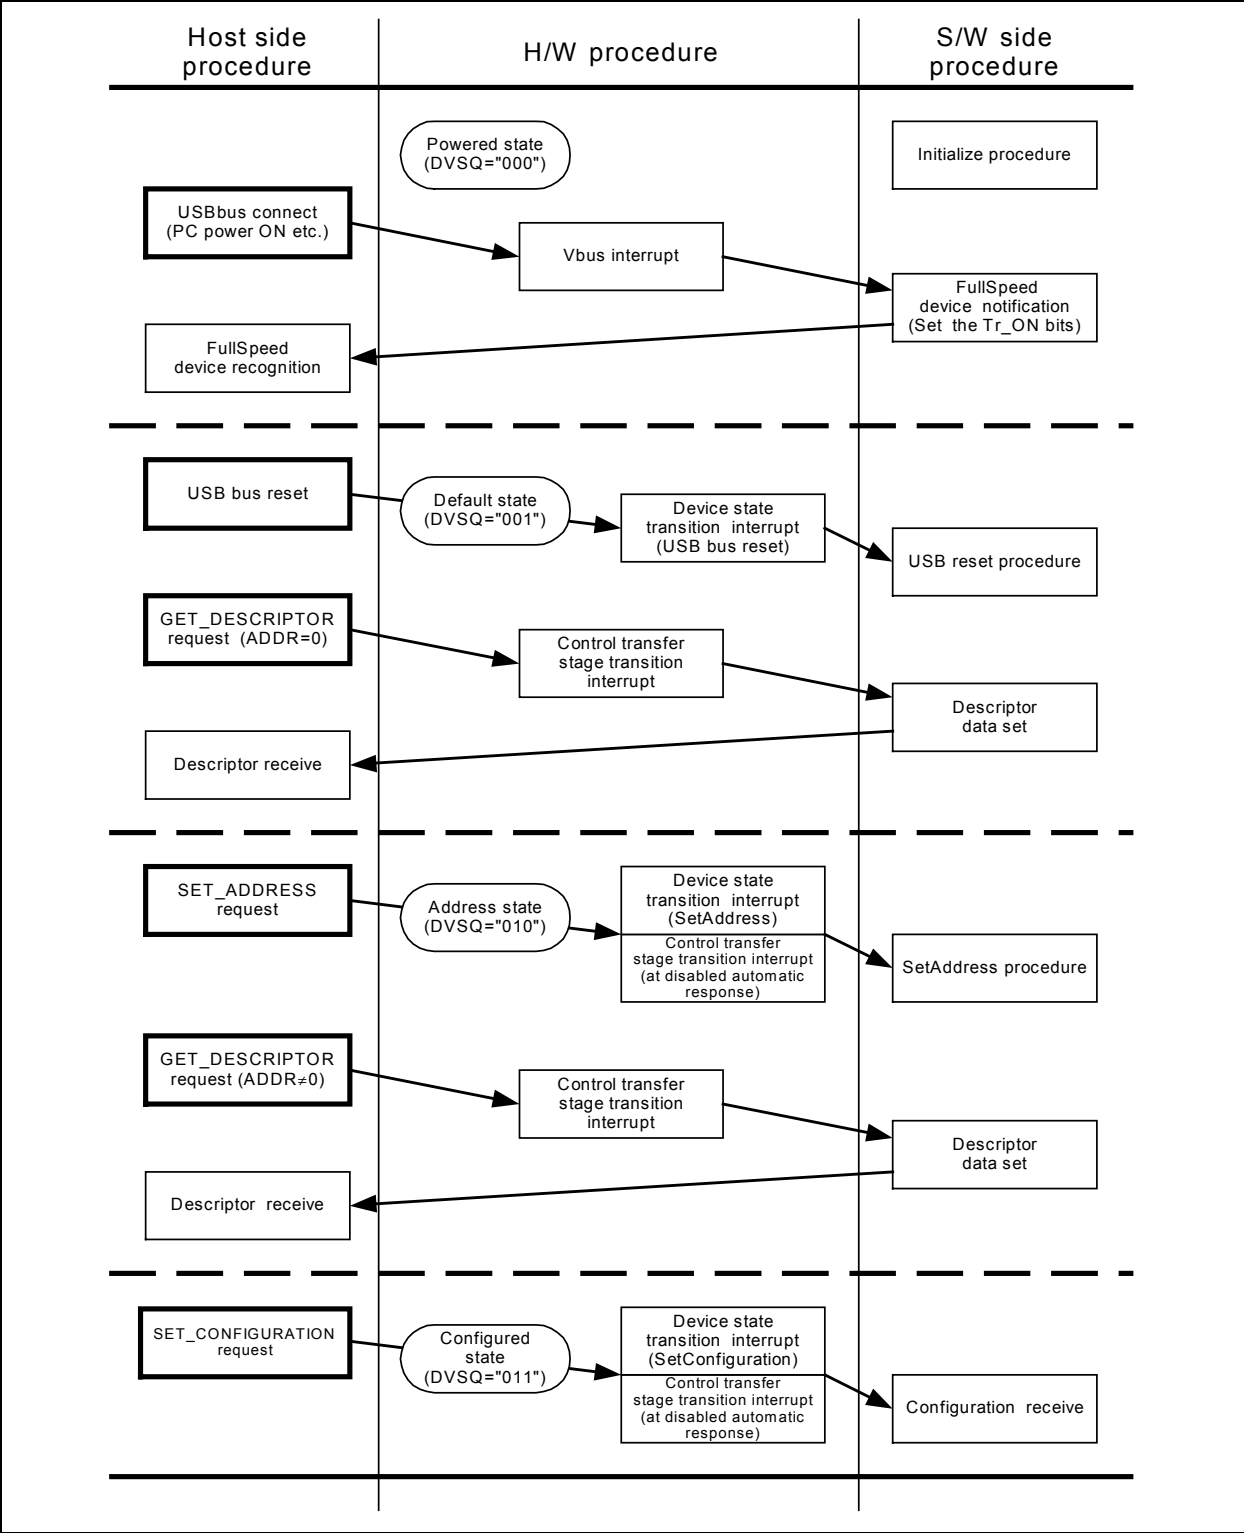 Host side
procedure
H/W procedure
S/W side
procedure
Powered state
(DVSQ="000")
Initialize procedure
USBbus connect
(PC power ON etc.)
Vbus interrupt
FullSpeed
device notification
(Set the Tr_ON bits)
FullSpeed
device recognition
USB bus reset
Default state
(DVSQ="001")
Device state
transition interrupt
(USB bus reset)
USB reset procedure
GET_DESCRIPTOR
request (ADDR=0)
Control transfer
stage transition
interrupt
Descriptor
data set
Descriptor receive
SET_ADDRESS
request
Address state
(DVSQ="010")
Device state
transition interrupt
(SetAddress)
Control transfer
stage transition interrupt
(at disabled automatic
response)
SetAddress procedure
GET_DESCRIPTOR
request (ADDR≠0)
Control transfer
stage transition
interrupt
Descriptor
data set
Descriptor receive
SET_CONFIGURATION
request
Configured
state
(DVSQ="011")
Device state
transition interrupt
(SetConfiguration)
Control transfer
stage transition interrupt
(at disabled automatic
response)
Configuration receive